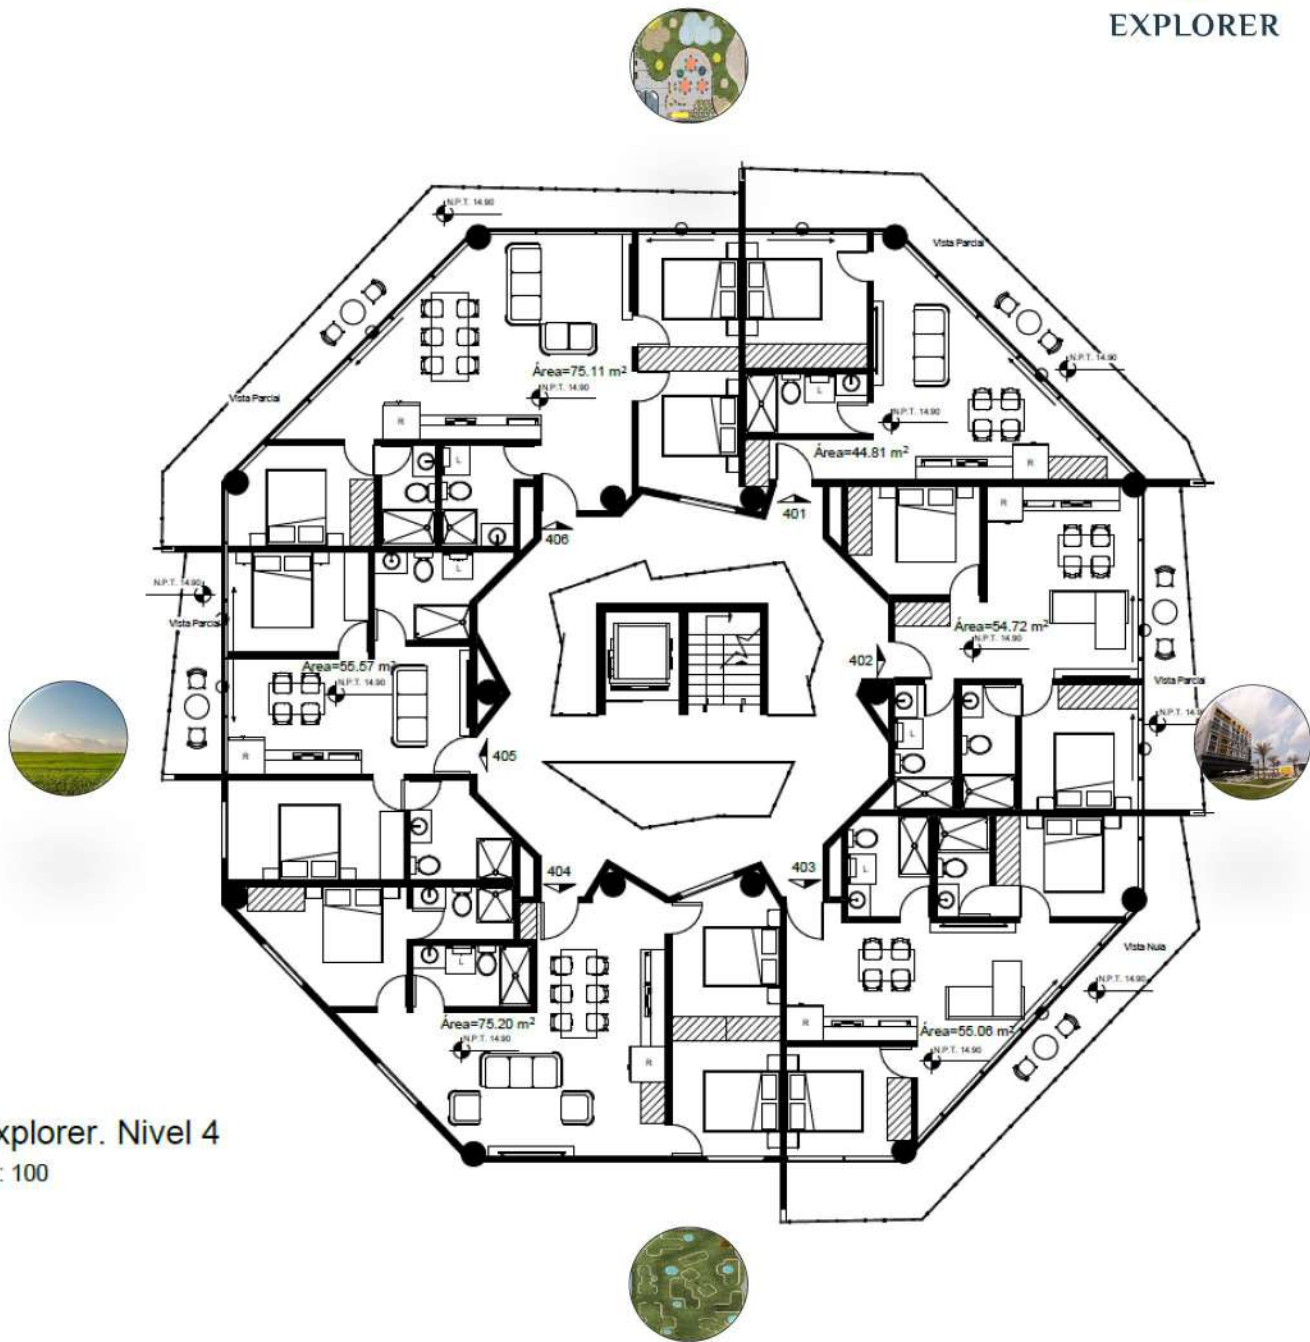 EXPLORER
N.P.T. 14.90
Vista Parcial
N.P.T. 14.90
Área=75.11 m²
N.P.T. 14.90
Vista Parcial
R
L
L
N.P.T. 14.90
Área=44.81 m²
R
L
401
406
R
N.P.T. 14.90
Vista Parcial
L
Área=54.72 m²
N.P.T. 14.90
402
Área=55.57 m²
N.P.T. 14.90
Vista Parcial
N.P.T. 14.90
L
R
405
404
403
L
Vista Nula
N.P.T. 14.90
L
Área=75.20 m²
N.P.T. 14.90
R
R
Área=55.06 m²
N.P.T. 14.90
xplorer. Nivel 4
: 100